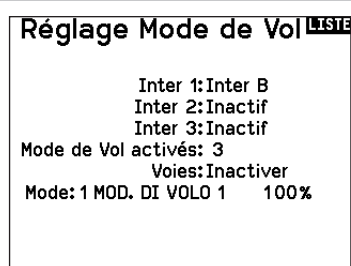 Réglage Mode de Vol LISTE
Inter 1: Inter B
Inter 2: Inactif
Inter 3: Inactif
Mode de Vol activés: 3
Voies: Inactiver
Mode: 1 MOD. DI VOLO 1 100%